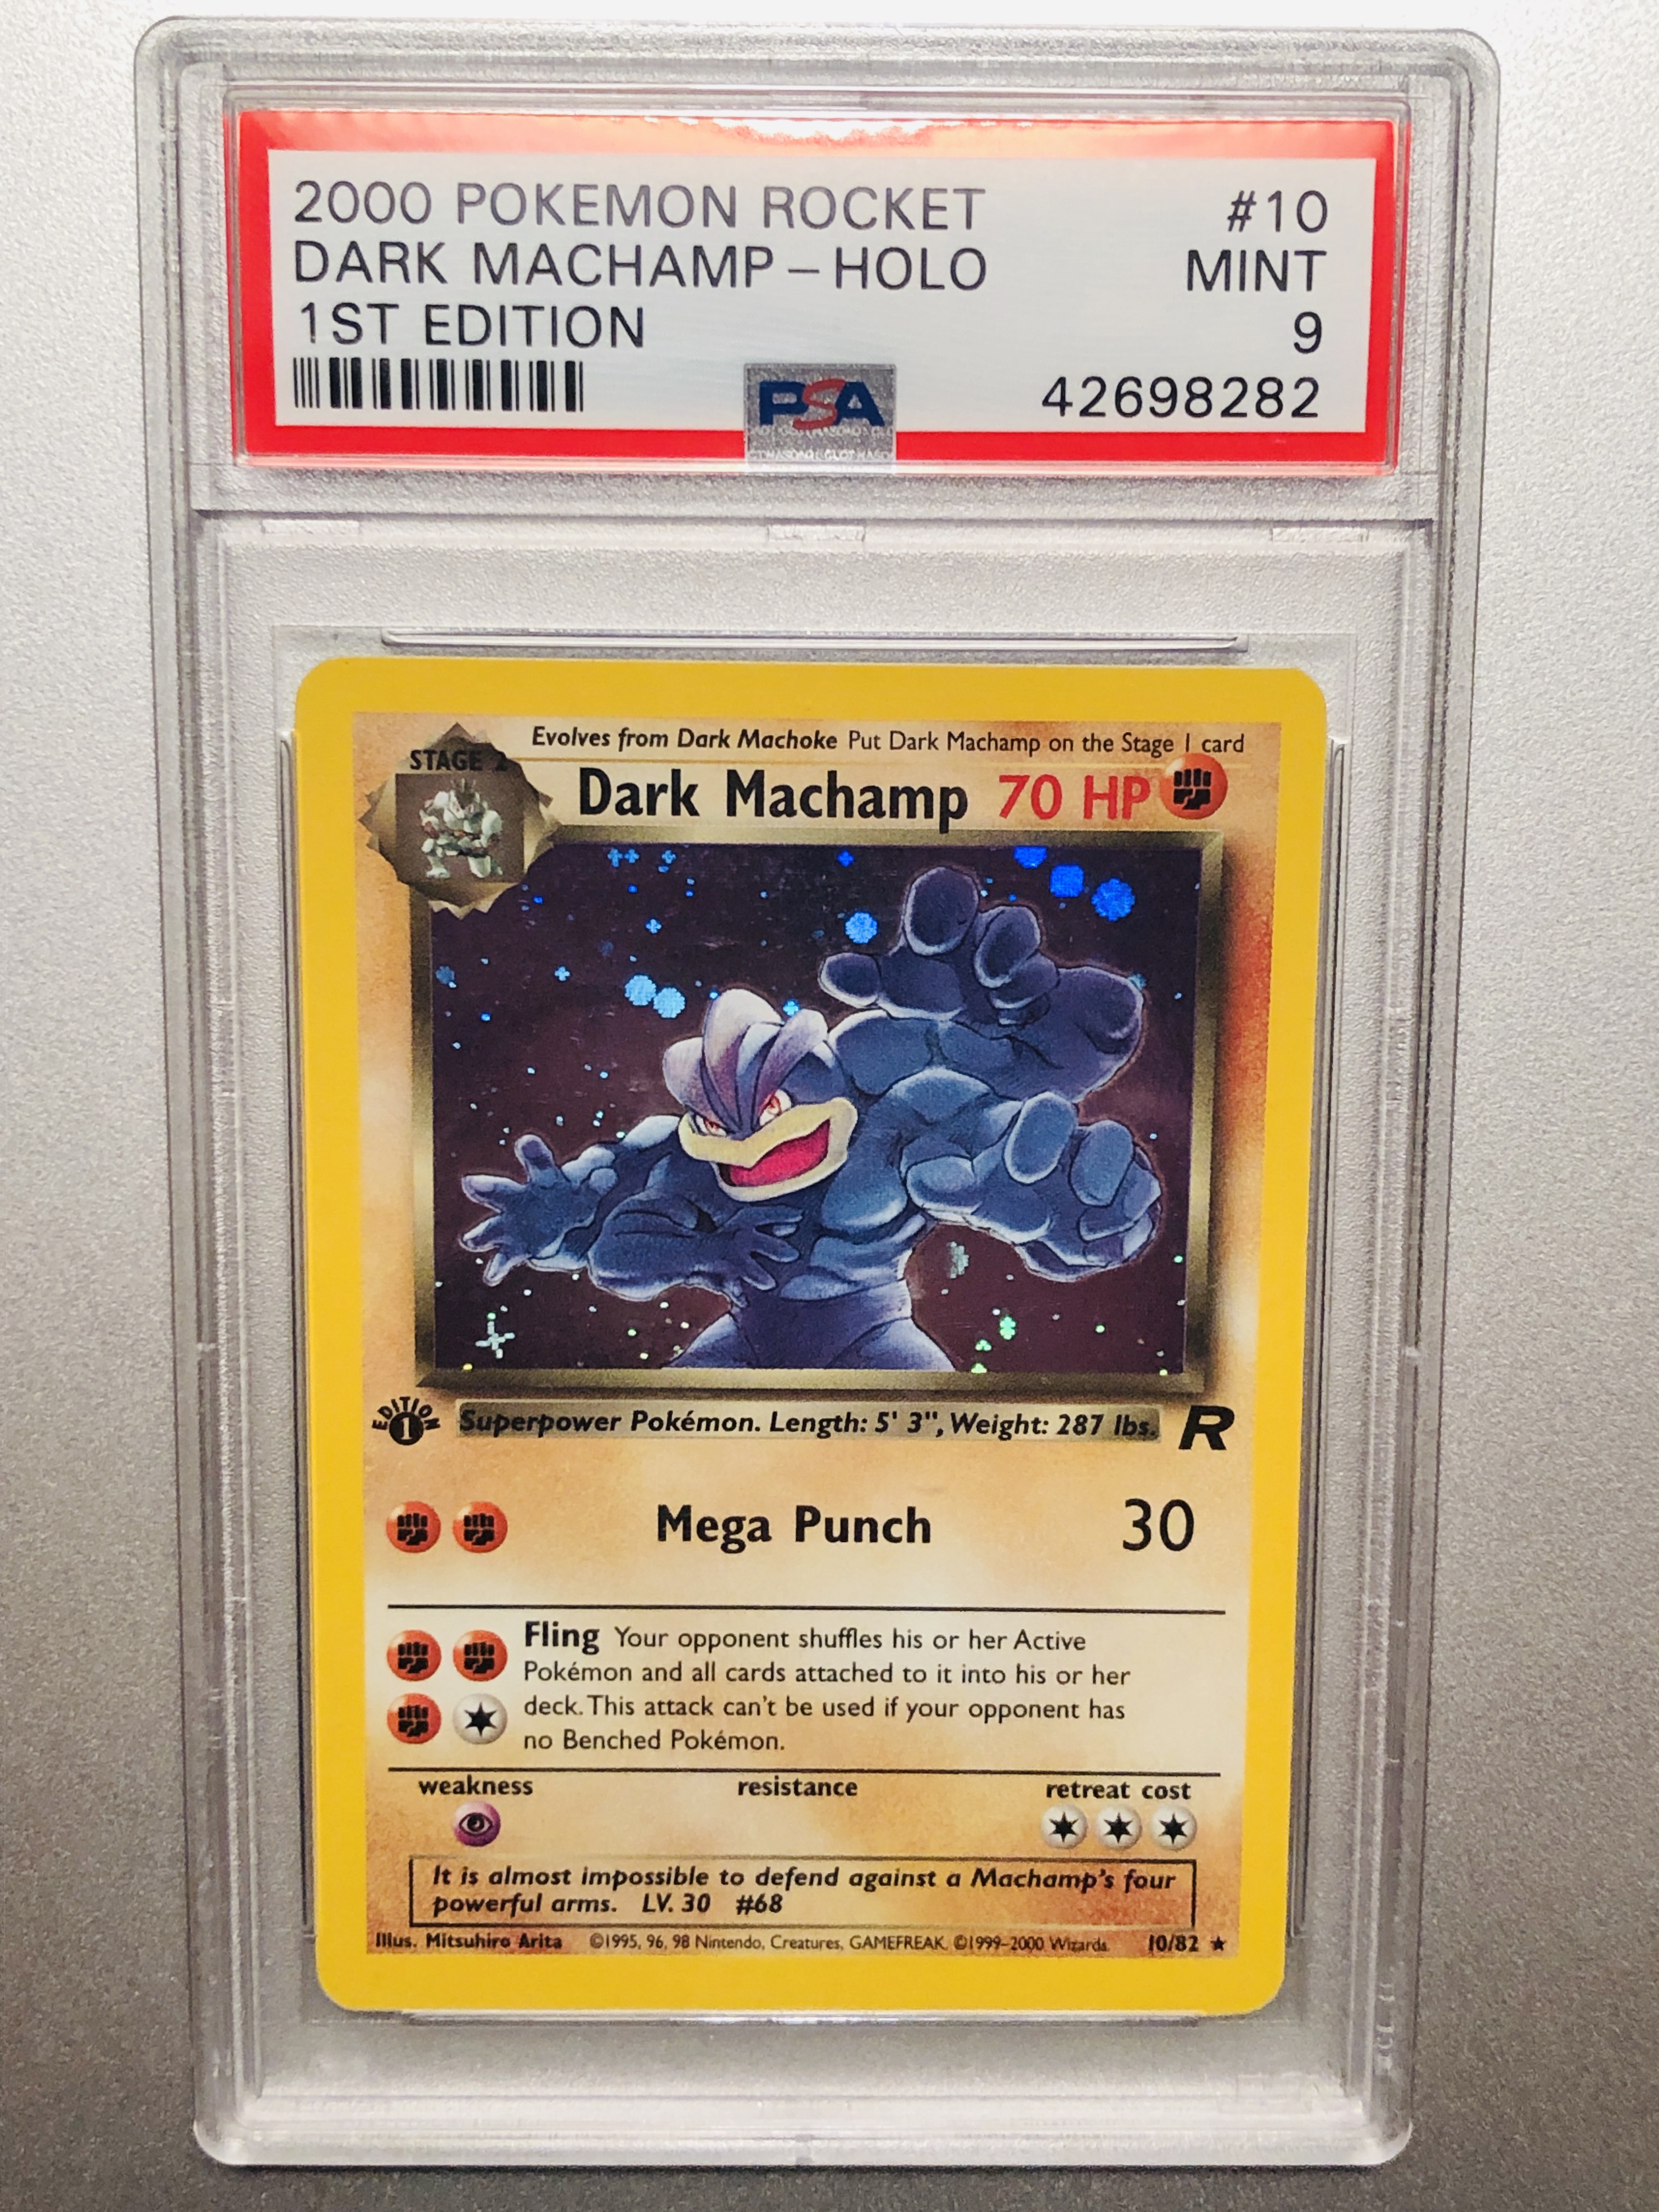 2000 POKEMON ROCKET #10
DARK MACHAMP - HOLO MINT
1ST EDITION 9
PSA 42698282
Evolves from Dark Machoke Put Dark Machamp on the Stage 1 card
STAGE 2
Dark Machamp 70 HP
EDITION
1
Superpower Pokémon. Length: 5' 3", Weight: 287 lbs.
R
Mega Punch 30
Fling Your opponent shuffles his or her Active
Pokémon and all cards attached to it into his or her
deck. This attack can't be used if your opponent has
no Benched Pokémon.
weakness resistance retreat cost
It is almost impossible to defend against a Machamp's four
powerful arms. LV. 30 #68
Illus. Mitsuhiro Arita ©1995, 96, 98 Nintendo, Creatures, GAMEFREAK. ©1999-2000 Wizards. 10/82 ★